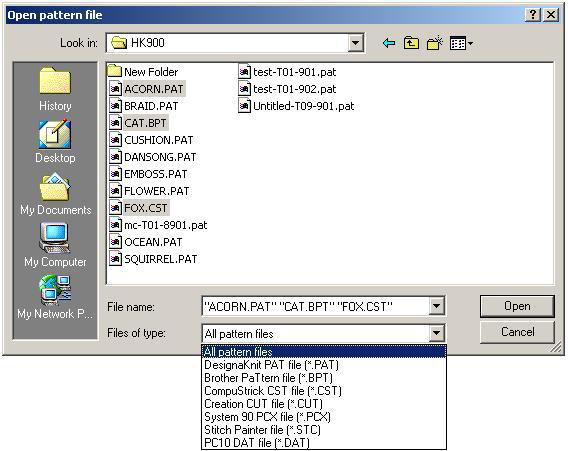 Open pattern file
Look in: HK900
History
Desktop
My Documents
My Computer
My Network P...
New Folder
ACORN.PAT
BRAID.PAT
CAT.BPT
CUSHION.PAT
DANSONG.PAT
EMBOSS.PAT
FLOWER.PAT
FOX.CST
mc-T01-8901.pat
OCEAN.PAT
SQUIRREL.PAT
test-T01-901.pat
test-T01-902.pat
Untitled-T09-901.pat
File name: "ACORN.PAT" "CAT.BPT" "FOX.CST"
Open
Files of type: All pattern files
Cancel
All pattern files
DesignaKnit PAT file (*.PAT)
Brother PaTtern file (*.BPT)
CompuStrick CST file (*.CST)
Creation CUT file (*.CUT)
System 90 PCX file (*.PCX)
Stitch Painter file (*.STC)
PC10 DAT file (*.DAT)